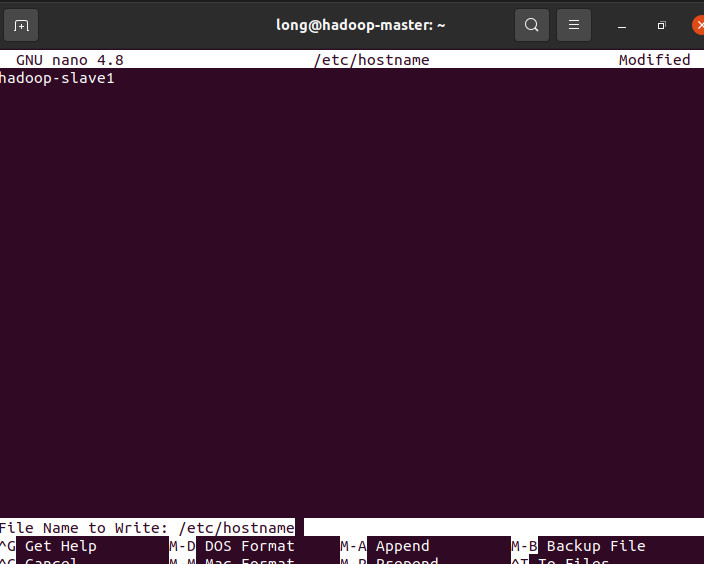 long@hadoop-master: ~
GNU nano 4.8 /etc/hostname Modified
hadoop-slave1
File Name to Write: /etc/hostname
^G Get Help M-D DOS Format M-A Append M-B Backup File
^C Cancel M-M Mac Format M-P Prepend ^T To Files